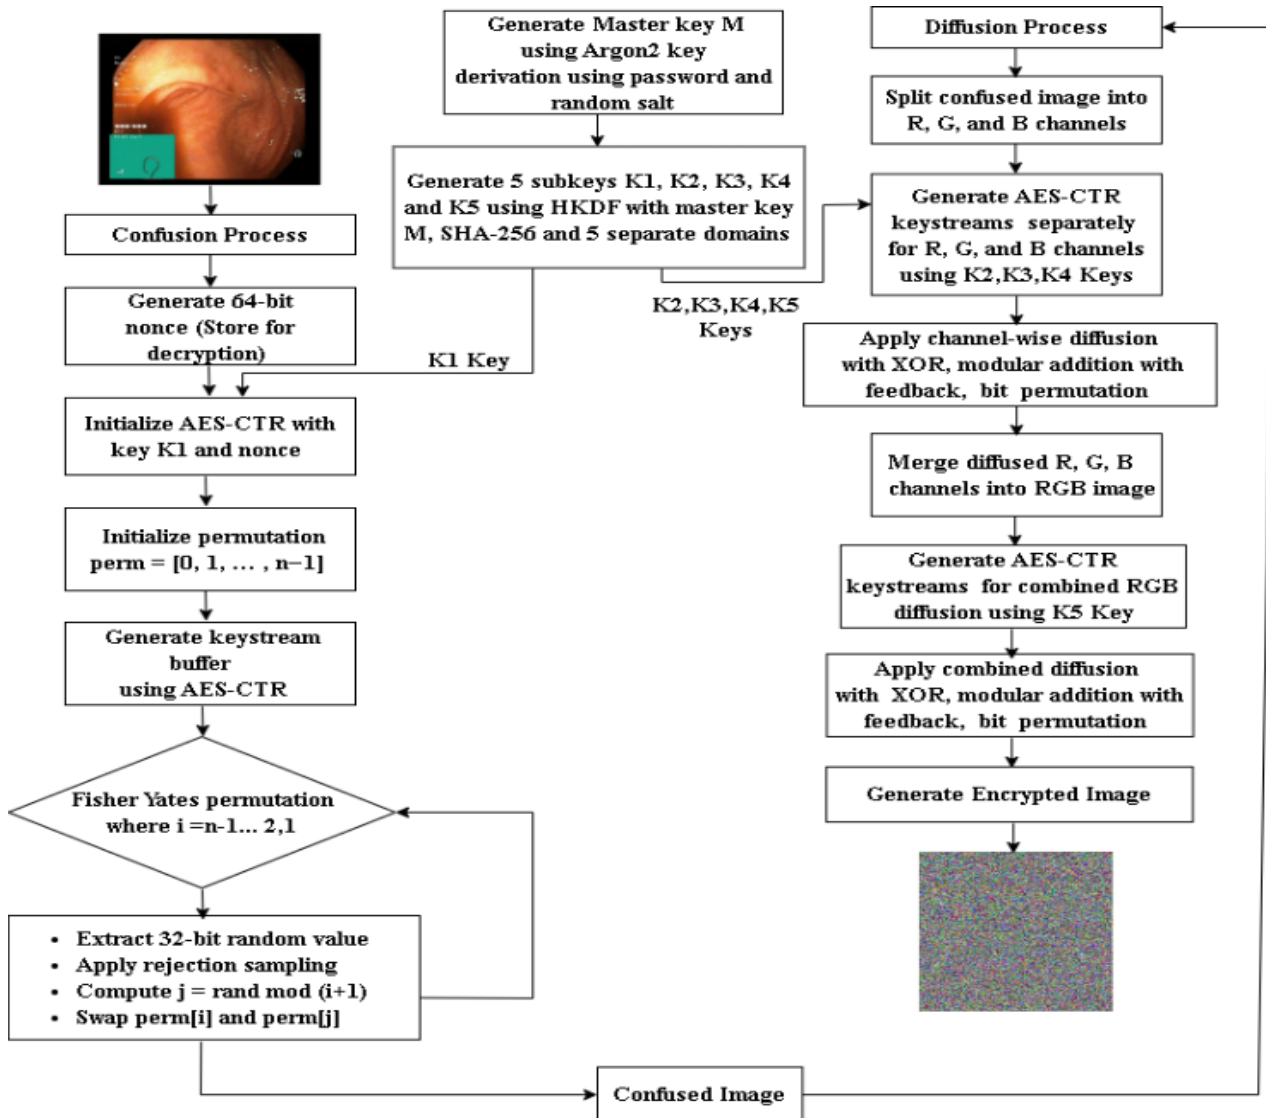 Generate Master key M
using Argon2 key
derivation using password and
random salt
Generate 5 subkeys K1, K2, K3, K4
and K5 using HKDF with master key
M, SHA-256 and 5 separate domains
K1 Key
K2,K3,K4,K5
Keys
Confusion Process
Generate 64-bit
nonce (Store for
decryption)
Initialize AES-CTR with
key K1 and nonce
Initialize permutation
perm = [0, 1, … , n−1]
Generate keystream
buffer
using AES-CTR
Fisher Yates permutation
where i =n-1... 2,1
• Extract 32-bit random value
• Apply rejection sampling
• Compute j = rand mod (i+1)
• Swap perm[i] and perm[j]
Confused Image
Diffusion Process
Split confused image into
R, G, and B channels
Generate AES-CTR
keystreams separately
for R, G, and B channels
using K2,K3,K4 Keys
Apply channel-wise diffusion
with XOR, modular addition with
feedback, bit permutation
Merge diffused R, G, B
channels into RGB image
Generate AES-CTR
keystreams for combined RGB
diffusion using K5 Key
Apply combined diffusion
with XOR, modular addition with
feedback, bit permutation
Generate Encrypted Image